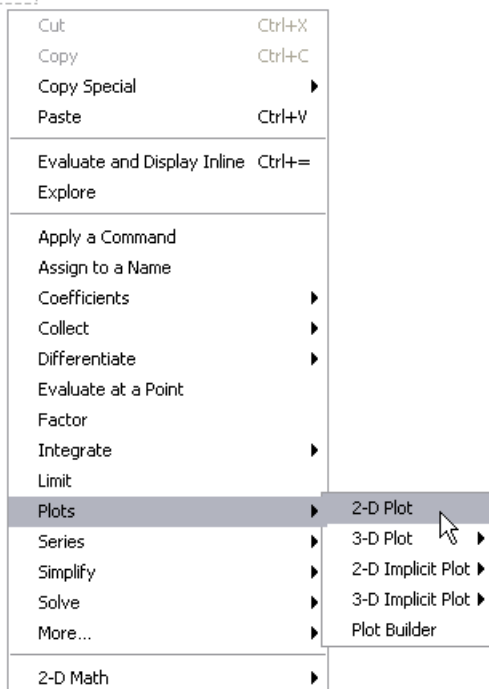 Cut Ctrl+X
Copy Ctrl+C
Copy Special
Paste Ctrl+V
Evaluate and Display Inline Ctrl+=
Explore
Apply a Command
Assign to a Name
Coefficients
Collect
Differentiate
Evaluate at a Point
Factor
Integrate
Limit
Plots
Series
Simplify
Solve
More...
2-D Math
2-D Plot
3-D Plot
2-D Implicit Plot
3-D Implicit Plot
Plot Builder